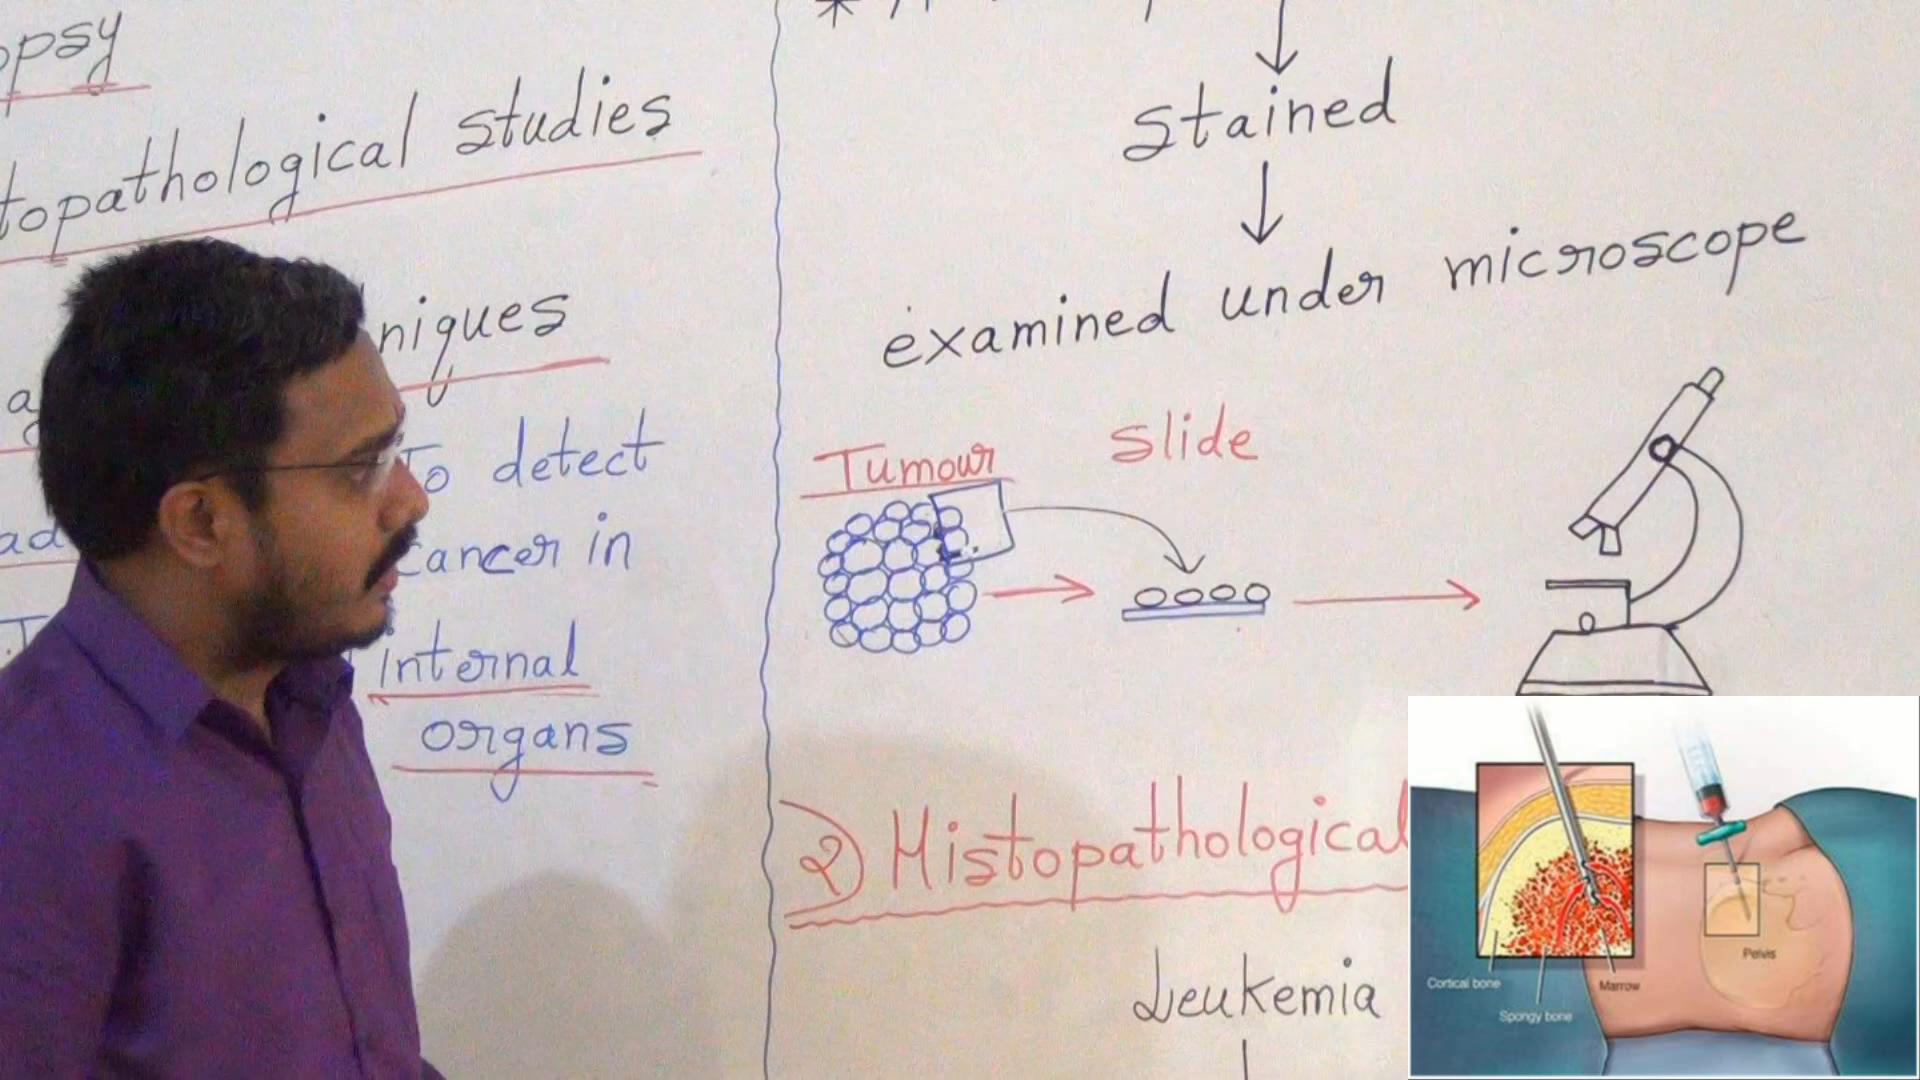 opsy
topathological studies
niques
To detect
cancer in
internal
organs
stained
examined under microscope
Tumour
slide
2) Histopathological
Leukemia
Cortical bone
Spongy bone
Marrow
Pelvis